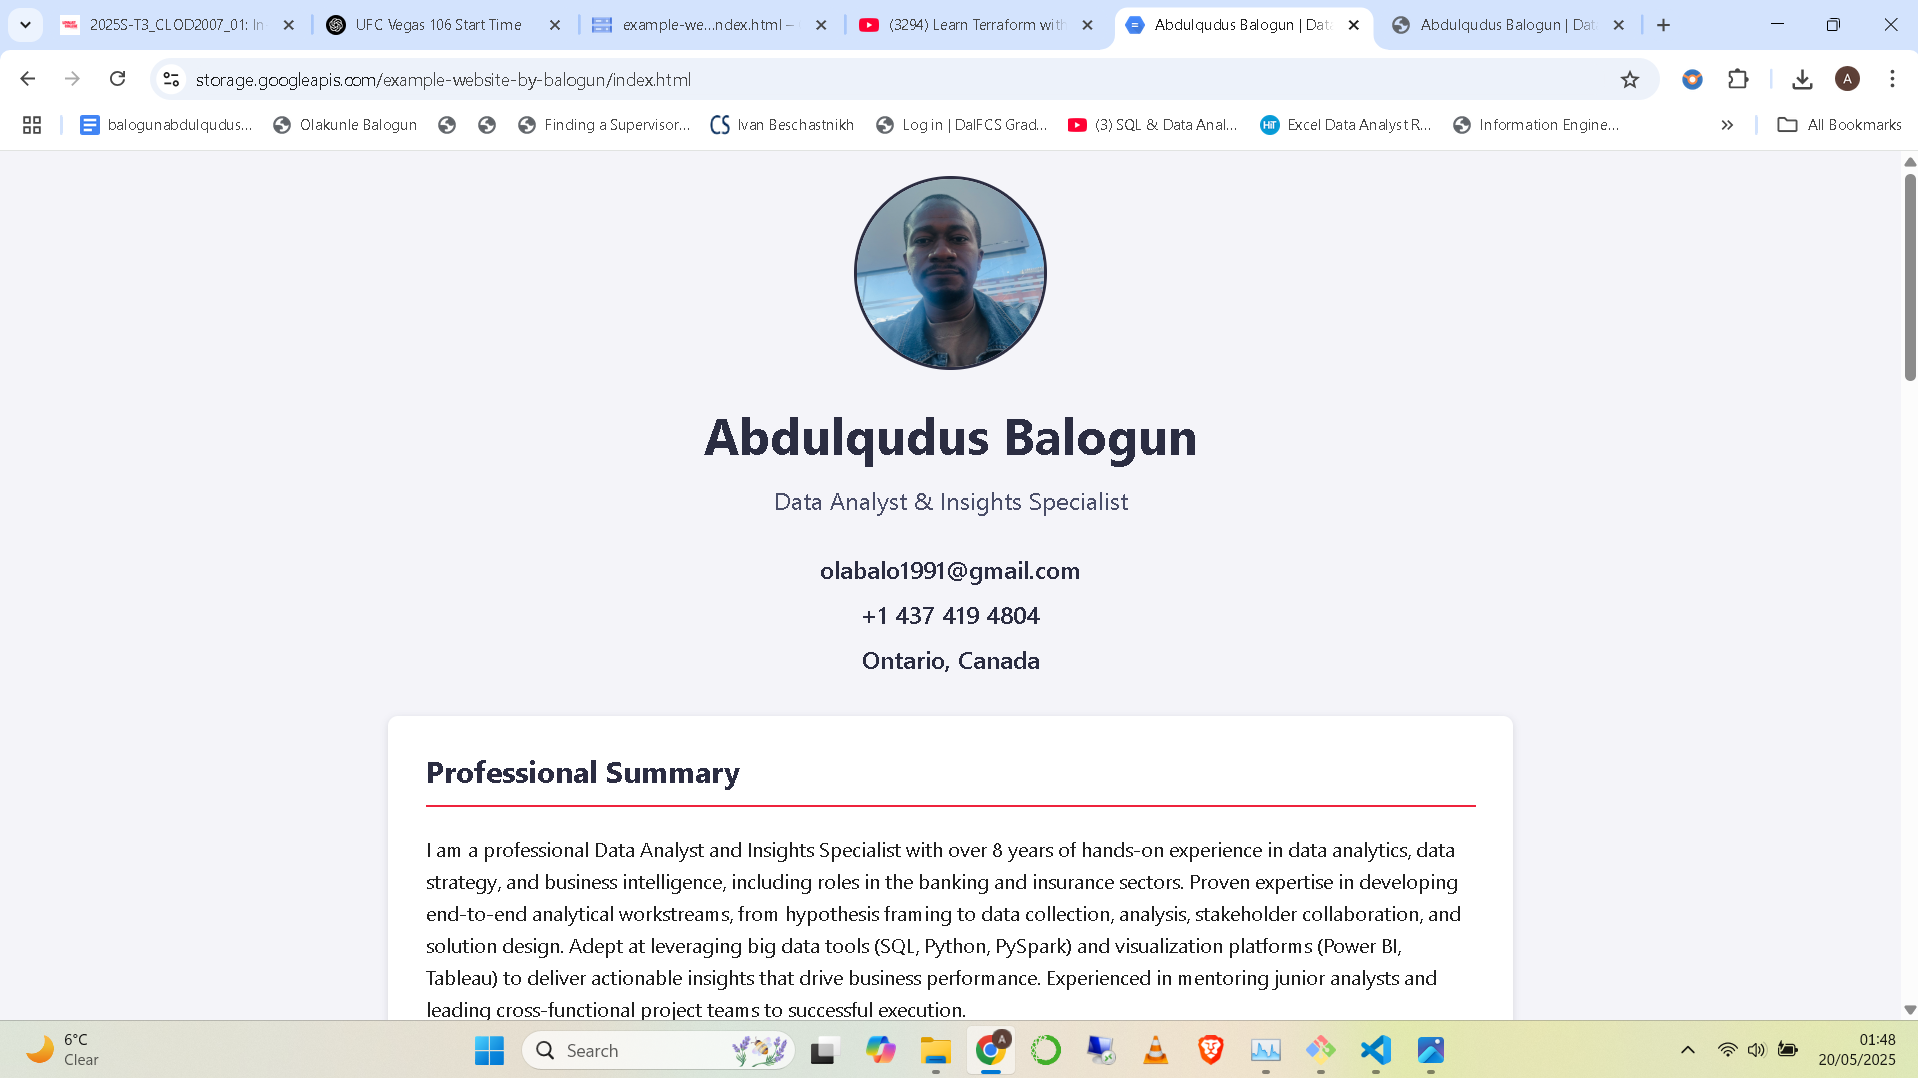 2025S-T3_CLOD2007_01: In
UFC Vegas 106 Start Time
example-we...ndex.html –
(3294) Learn Terraform with
Abdulqudus Balogun | Data
Abdulqudus Balogun | Dat
storage.googleapis.com/example-website-by-balogun/index.html
A
balogunabdulqudus...
Olakunle Balogun
Finding a Supervisor...
CS Ivan Beschastnikh
Log in | DalFCS Grad...
(3) SQL & Data Anal...
HiT Excel Data Analyst R...
Information Engine...
All Bookmarks
Abdulqudus Balogun
Data Analyst & Insights Specialist
olabalo1991@gmail.com
+1 437 419 4804
Ontario, Canada
Professional Summary
I am a professional Data Analyst and Insights Specialist with over 8 years of hands-on experience in data analytics, data
strategy, and business intelligence, including roles in the banking and insurance sectors. Proven expertise in developing
end-to-end analytical workstreams, from hypothesis framing to data collection, analysis, stakeholder collaboration, and
solution design. Adept at leveraging big data tools (SQL, Python, PySpark) and visualization platforms (Power BI,
Tableau) to deliver actionable insights that drive business performance. Experienced in mentoring junior analysts and
leading cross-functional project teams to successful execution.
6°C
Clear
Search
A
01:48
20/05/2025